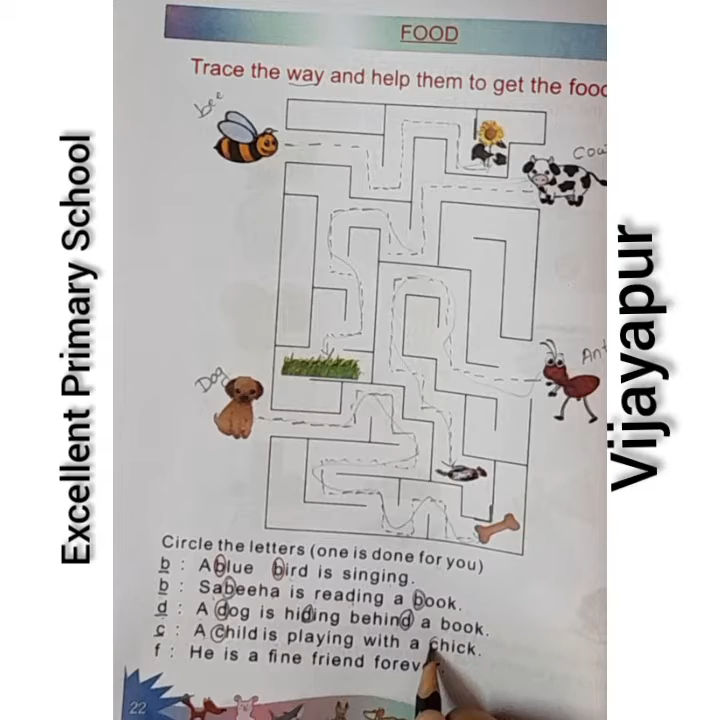 FOOD
Trace the way and help them to get the food
bee
Cow
Ant
Dog
Circle the letters (one is done for you)
b : A blue bird is singing.
b : Sabeeha is reading a book.
d : A dog is hiding behind a book.
c : A child is playing with a chick.
f : He is a fine friend forev
22
Excellent Primary School
Vijayapur